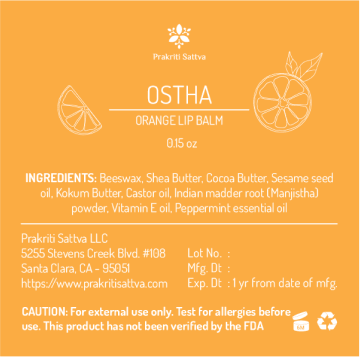 Prakriti Sattva
OSTHA
ORANGE LIP BALM
0.15 oz
INGREDIENTS: Beeswax, Shea Butter, Cocoa Butter, Sesame seed
oil, Kokum Butter, Castor oil, Indian madder root (Manjistha)
powder, Vitamin E oil, Peppermint essential oil
Prakriti Sattva LLC
5255 Stevens Creek Blvd. #108
Santa Clara, CA - 95051
https://www.prakritisattva.com
Lot No. :
Mfg. Dt :
Exp. Dt : 1 yr from date of mfg.
CAUTION: For external use only. Test for allergies before
use. This product has not been verified by the FDA